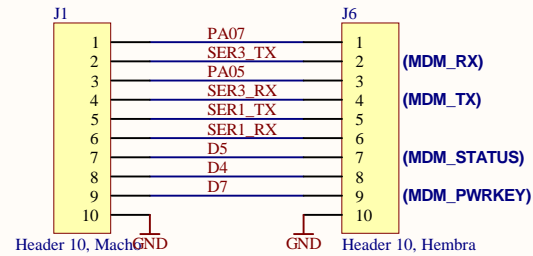 J1 J6
1 PA07 1
2 SER3_TX 2 (MDM_RX)
3 PA05 3
4 SER3_RX 4 (MDM_TX)
5 SER1_TX 5
6 SER1_RX 6
7 D5 7 (MDM_STATUS)
8 D4 8
9 D7 9 (MDM_PWRKEY)
10 10
GND GND
Header 10, Macho Header 10, Hembra